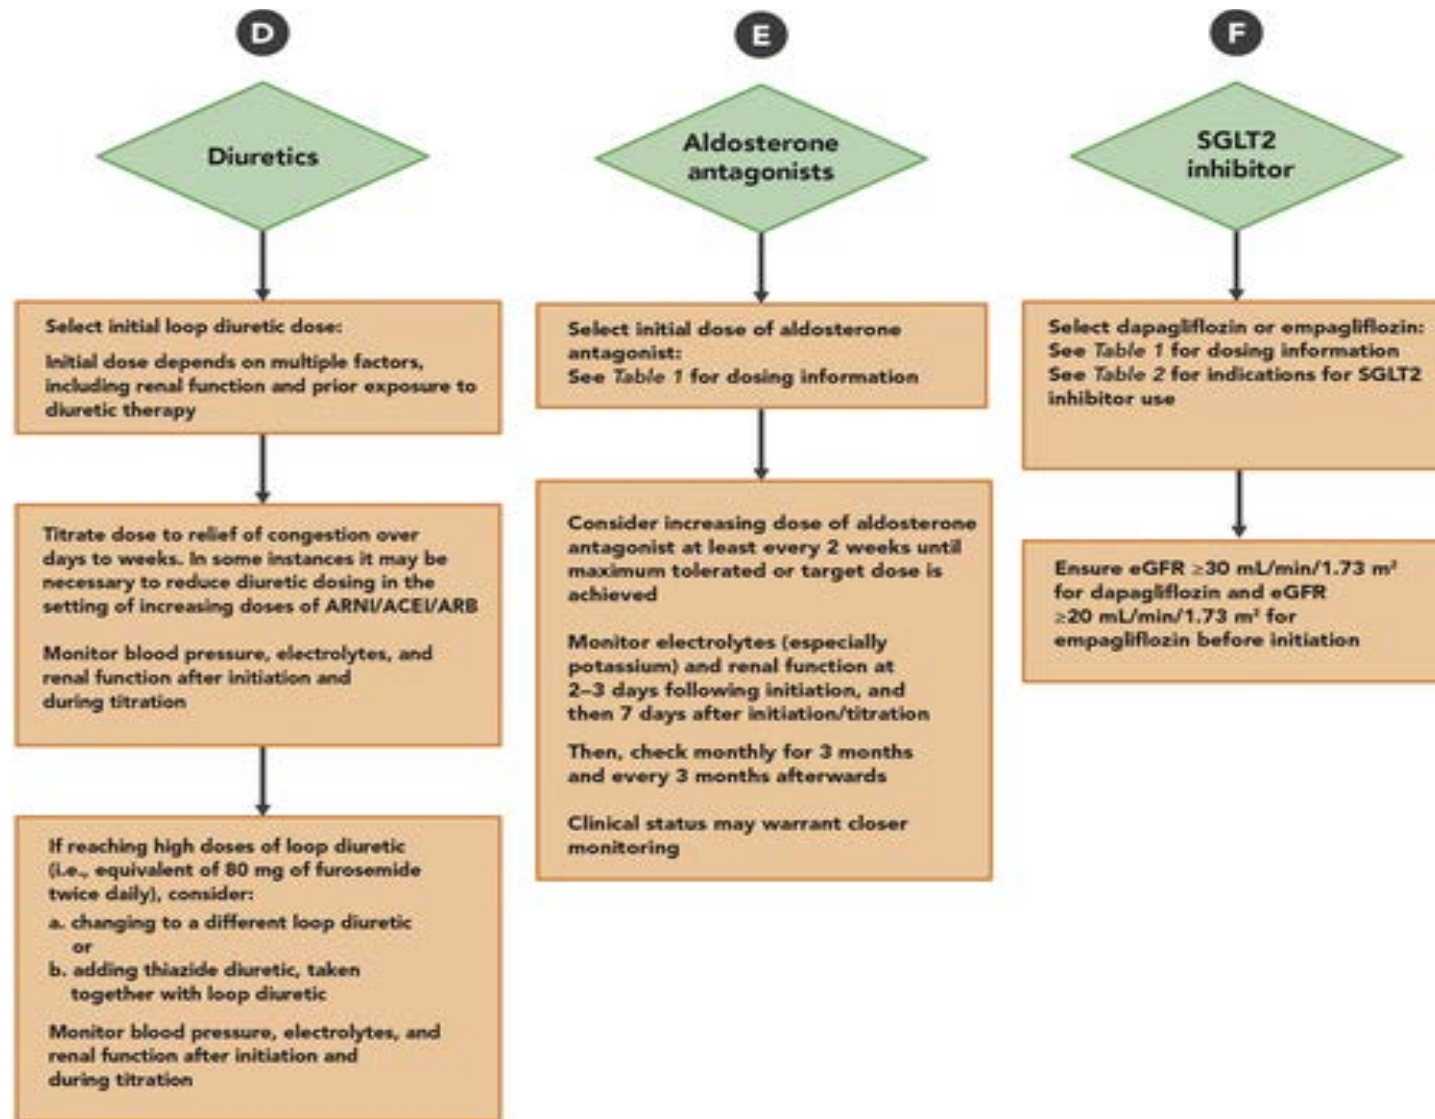 D
Diuretics
Select initial loop diuretic dose:
Initial dose depends on multiple factors,
including renal function and prior exposure to
diuretic therapy
Titrate dose to relief of congestion over
days to weeks. In some instances it may be
necessary to reduce diuretic dosing in the
setting of increasing doses of ARNI/ACEI/ARB
Monitor blood pressure, electrolytes, and
renal function after initiation and
during titration
If reaching high doses of loop diuretic
(i.e., equivalent of 80 mg of furosemide
twice daily), consider:
a. changing to a different loop diuretic
or
b. adding thiazide diuretic, taken
together with loop diuretic
Monitor blood pressure, electrolytes, and
renal function after initiation and
during titration
E
Aldosterone
antagonists
Select initial dose of aldosterone
antagonist:
See Table 1 for dosing information
Consider increasing dose of aldosterone
antagonist at least every 2 weeks until
maximum tolerated or target dose is
achieved
Monitor electrolytes (especially
potassium) and renal function at
2–3 days following initiation, and
then 7 days after initiation/titration
Then, check monthly for 3 months
and every 3 months afterwards
Clinical status may warrant closer
monitoring
F
SGLT2
inhibitor
Select dapagliflozin or empagliflozin:
See Table 1 for dosing information
See Table 2 for indications for SGLT2
inhibitor use
Ensure eGFR ≥30 mL/min/1.73 m²
for dapagliflozin and eGFR
≥20 mL/min/1.73 m² for
empagliflozin before initiation